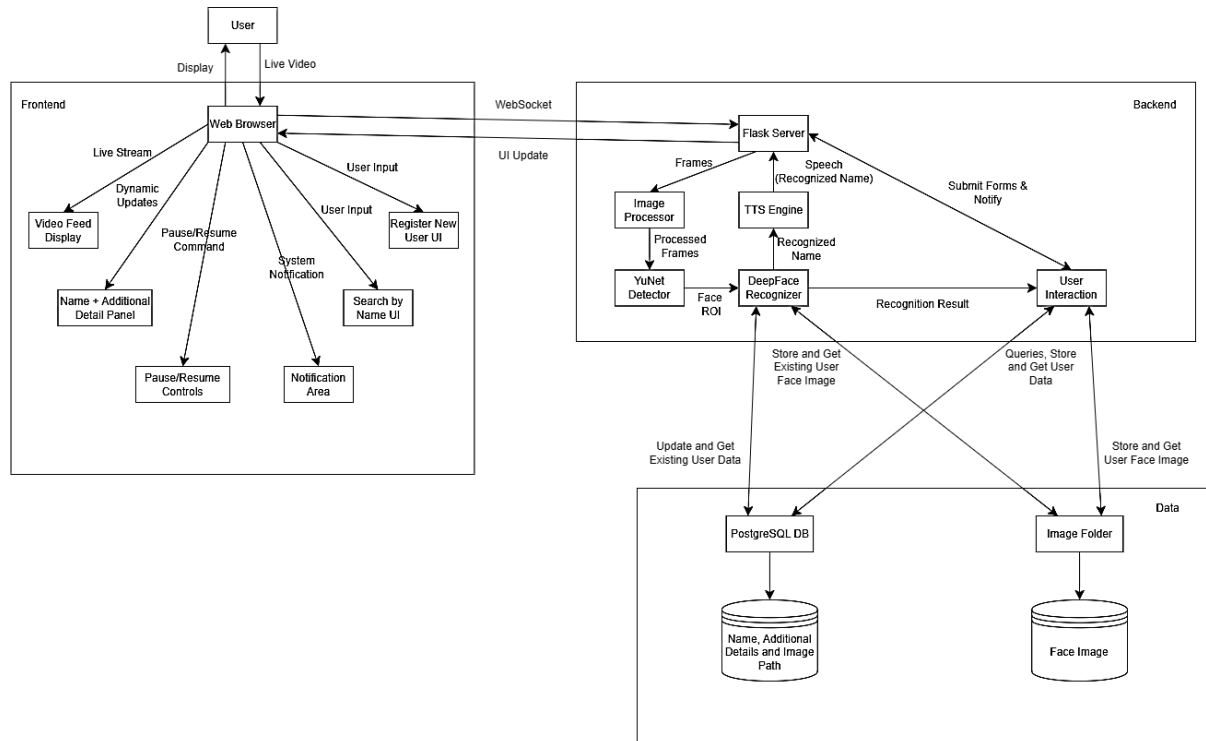 User
Display
Live Video
Frontend
Web Browser
WebSocket
UI Update
Live Stream
Dynamic
Updates
Pause/Resume
Command
System
Notification
User Input
User Input
Video Feed
Display
Name + Additional
Detail Panel
Pause/Resume
Controls
Notification
Area
Search by
Name UI
Register New
User UI
Backend
Flask Server
Frames
Speech
(Recognized Name)
Submit Forms &
Notify
Image
Processor
TTS Engine
Processed
Frames
Recognized
Name
YuNet
Detector
Face
ROI
DeepFace
Recognizer
Recognition Result
User
Interaction
Store and Get
Existing User
Face Image
Queries, Store
and Get User
Data
Update and Get
Existing User Data
Store and Get
User Face Image
Data
PostgreSQL DB
Image Folder
Name, Additional
Details and Image
Path
Face Image